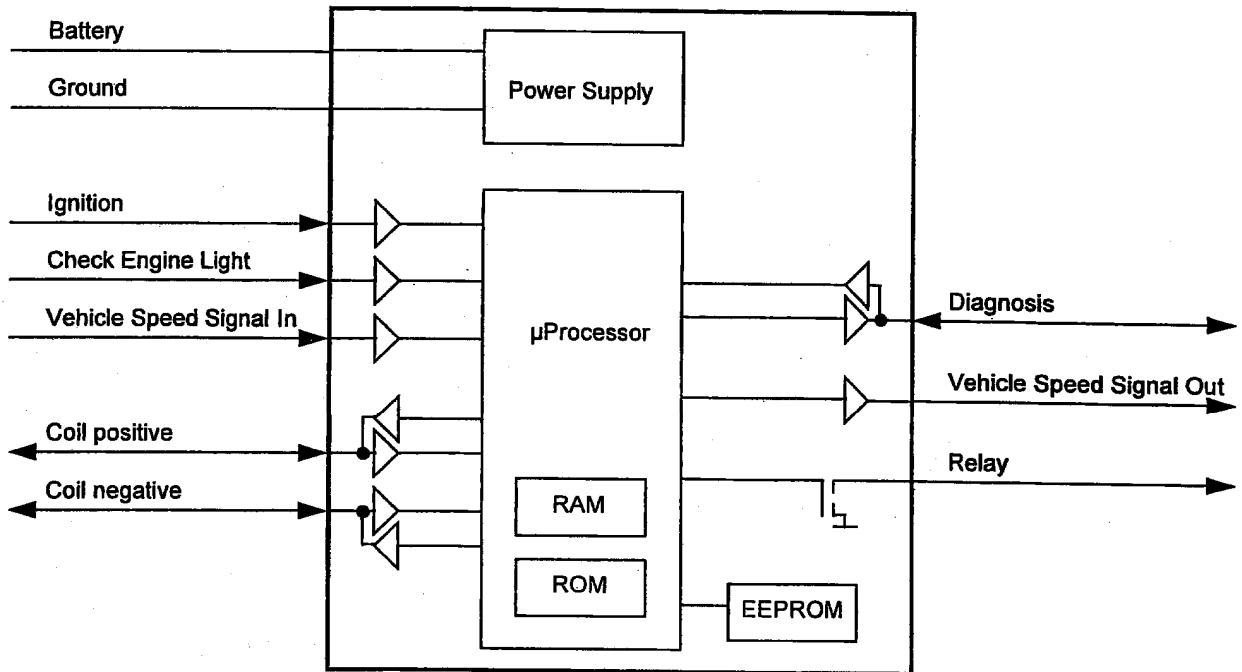 Battery
Ground
Power Supply
Ignition
Check Engine Light
Vehicle Speed Signal In
Coil positive
Coil negative
µProcessor
RAM
ROM
EEPROM
Diagnosis
Vehicle Speed Signal Out
Relay